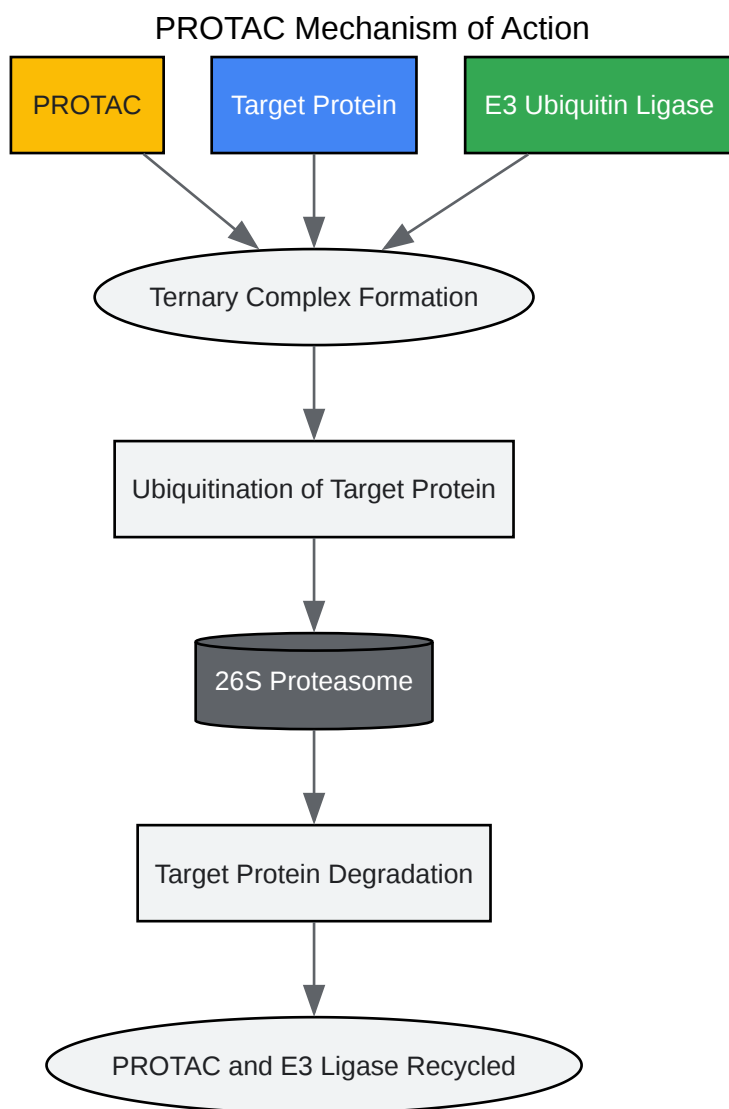 PROTAC Mechanism of Action
PROTAC
Target Protein
E3 Ubiquitin Ligase
Ternary Complex Formation
Ubiquitination of Target Protein
26S Proteasome
Target Protein Degradation
PROTAC and E3 Ligase Recycled